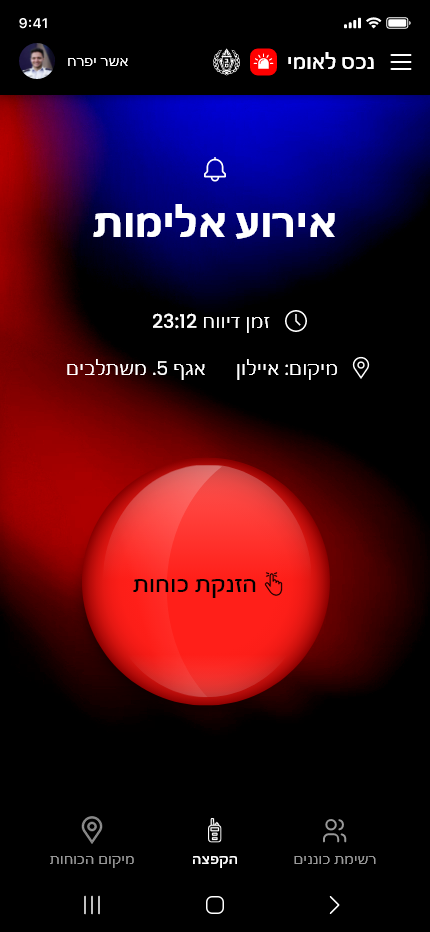 9:41
נכס לאומי
אשר יפרח
אירוע אלימות
זמן דיווח 23:12
מיקום: איילון
אגף 5. משתלבים
הזנקת כוחות
רשימת כוננים
הקפצה
מיקום הכוחות